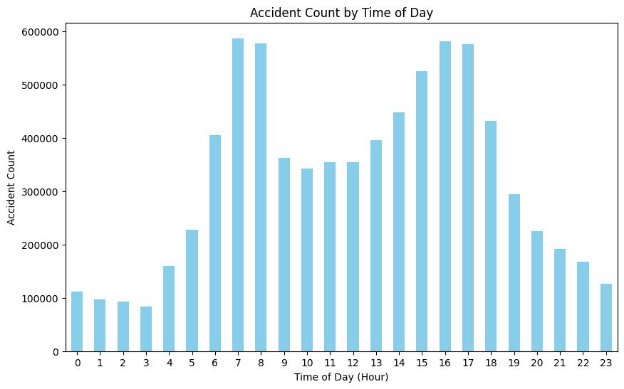 Accident Count by Time of Day
600000
500000
400000
300000
200000
100000
0
Accident Count
0 1 2 3 4 5 6 7 8 9 10 11 12 13 14 15 16 17 18 19 20 21 22 23
Time of Day (Hour)